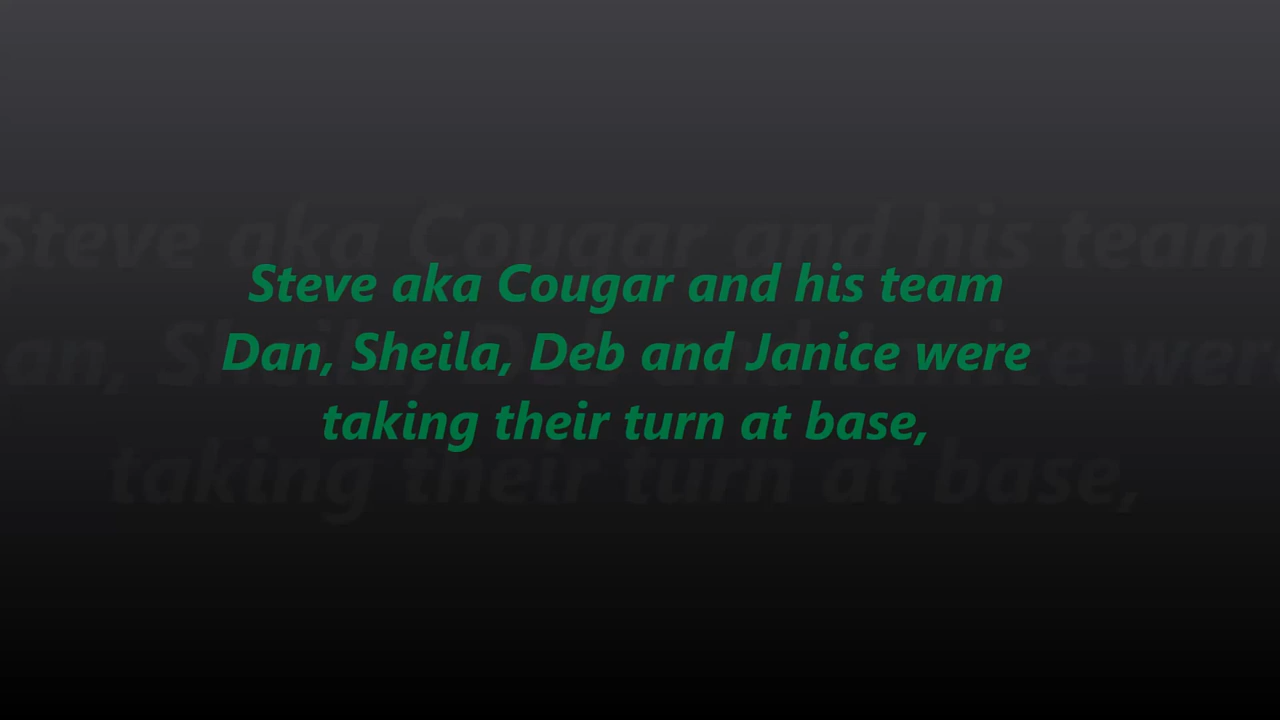 Steve aka Cougar and his team
Dan, Sheila, Deb and Janice were
taking their turn at base,